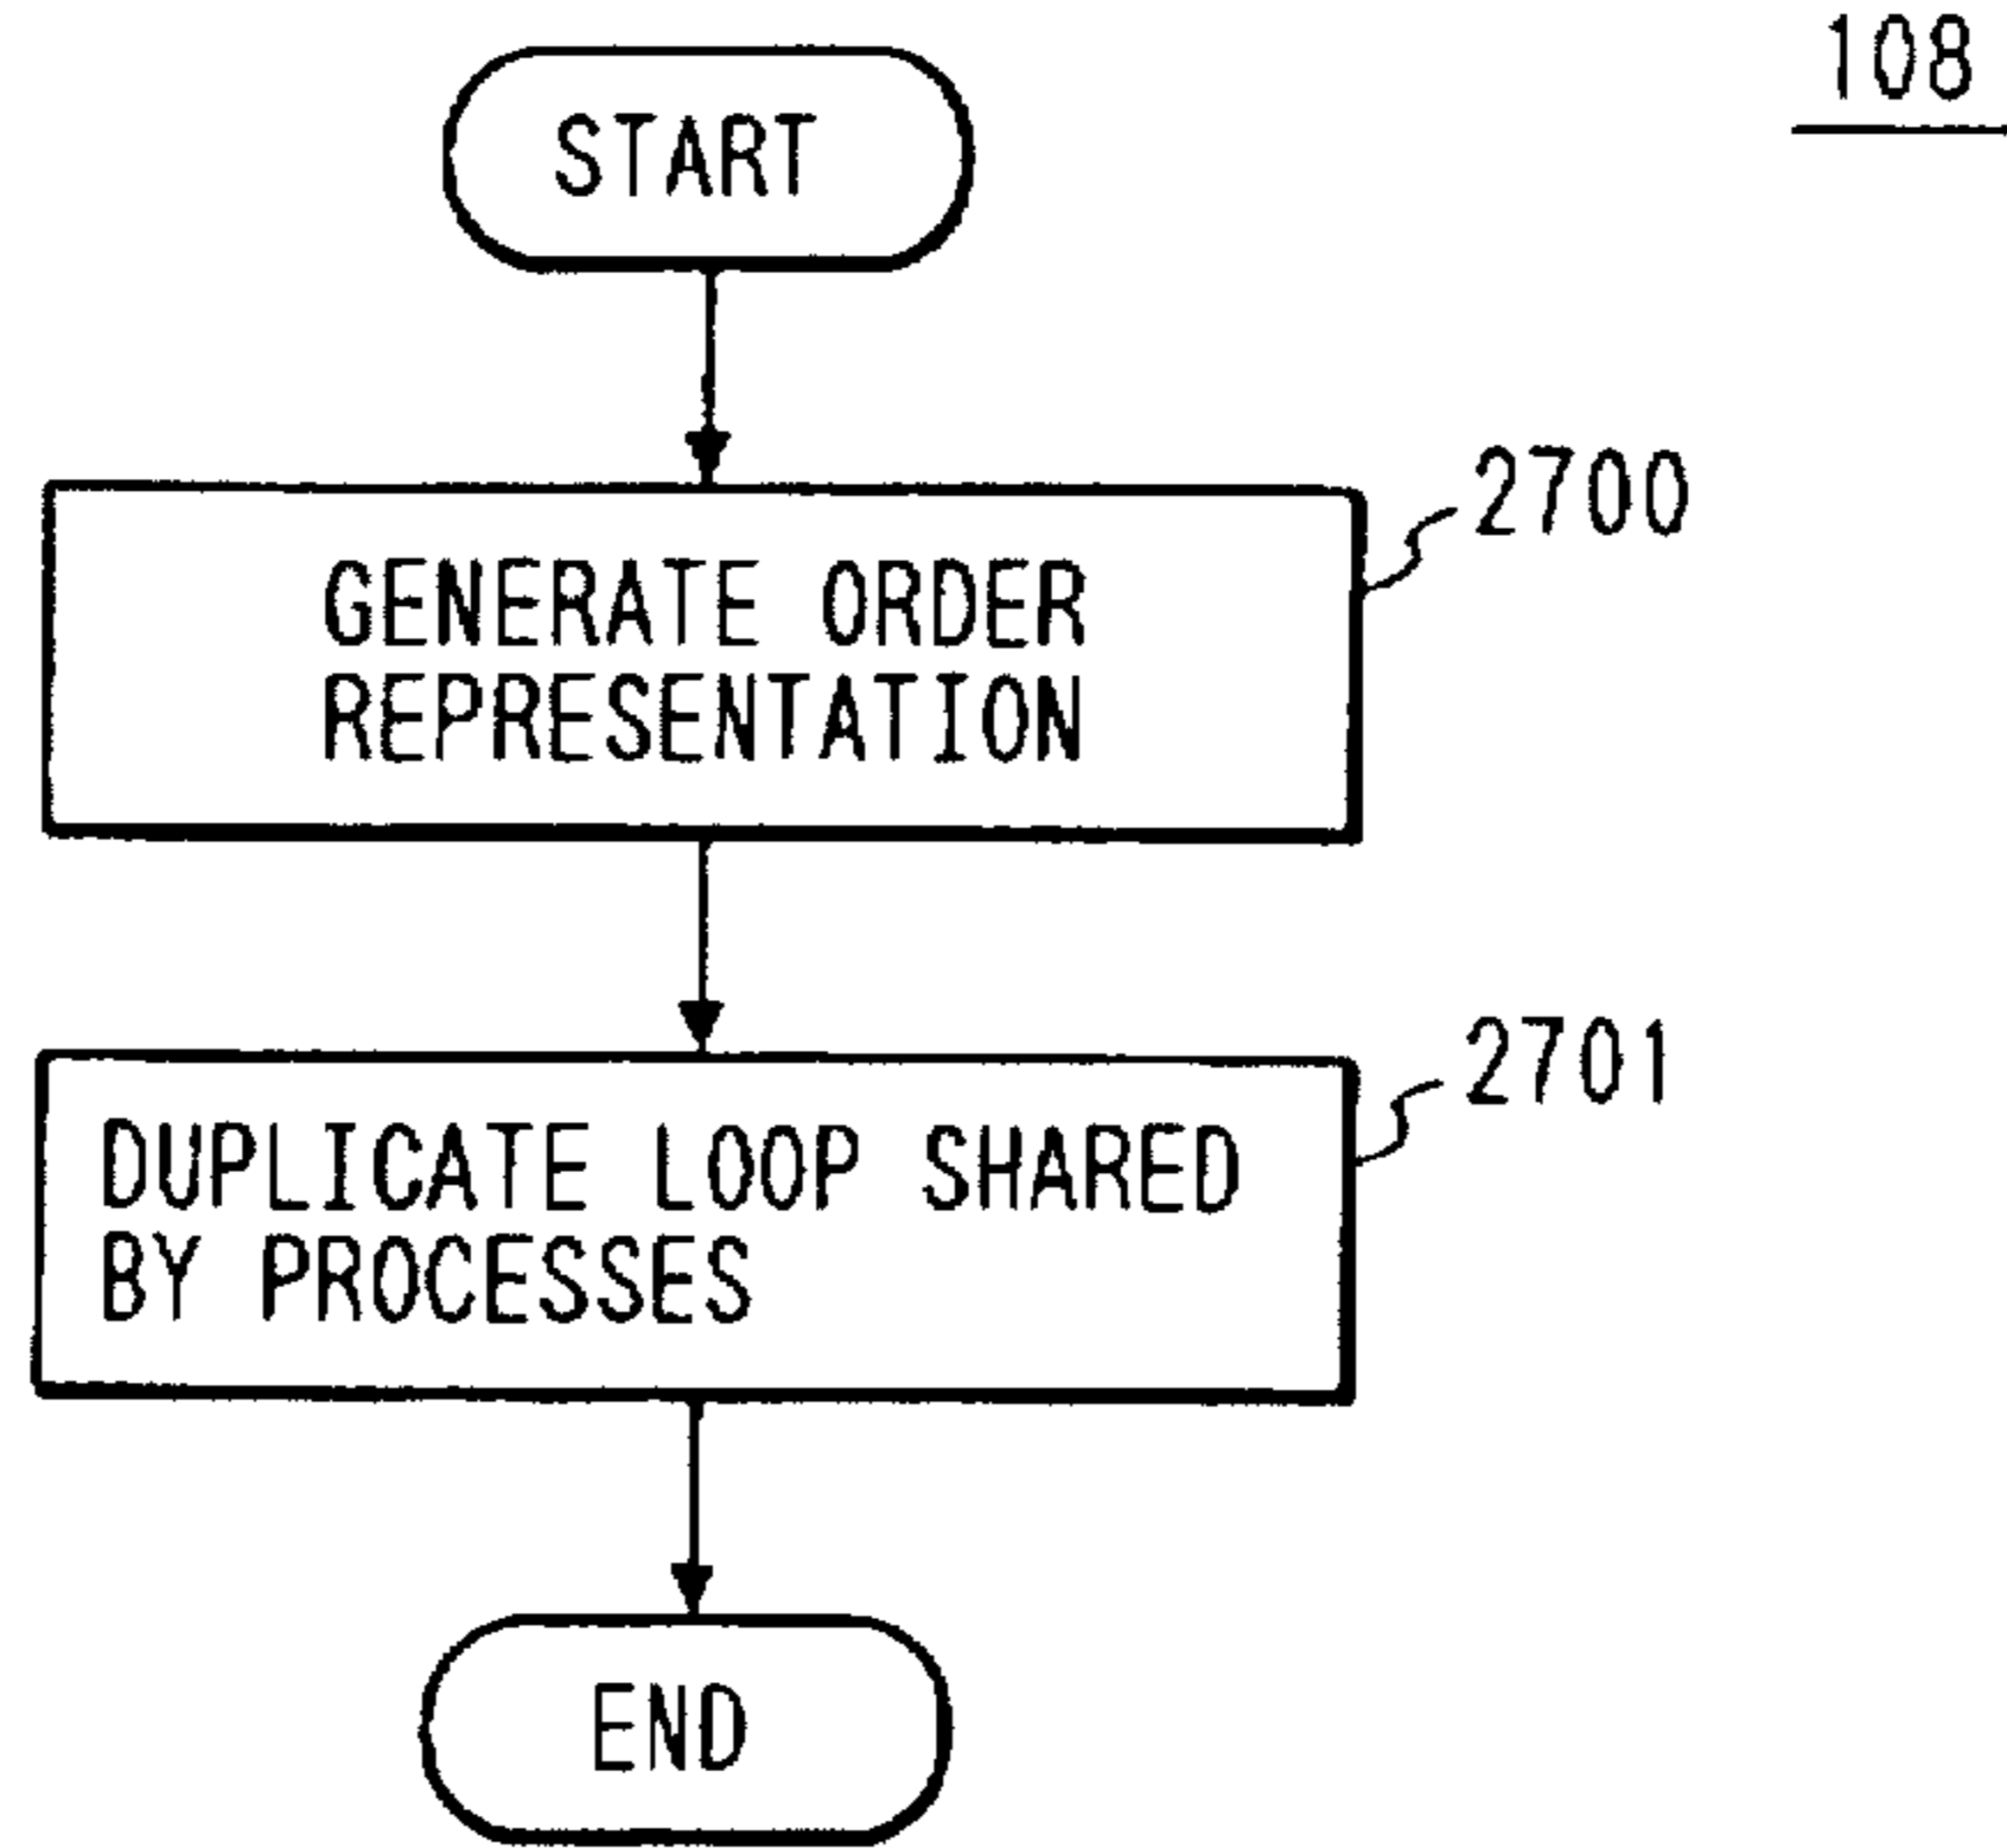 108
START
2700
GENERATE ORDER
REPRESENTATION
2701
DUPLICATE LOOP SHARED
BY PROCESSES
END